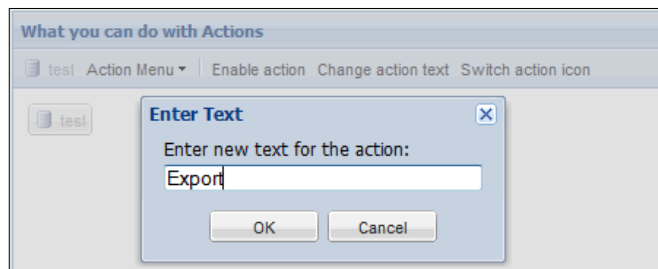 What you can do with Actions
test Action Menu Enable action Change action text Switch action icon
test
Enter Text
Enter new text for the action:
Export
OK Cancel